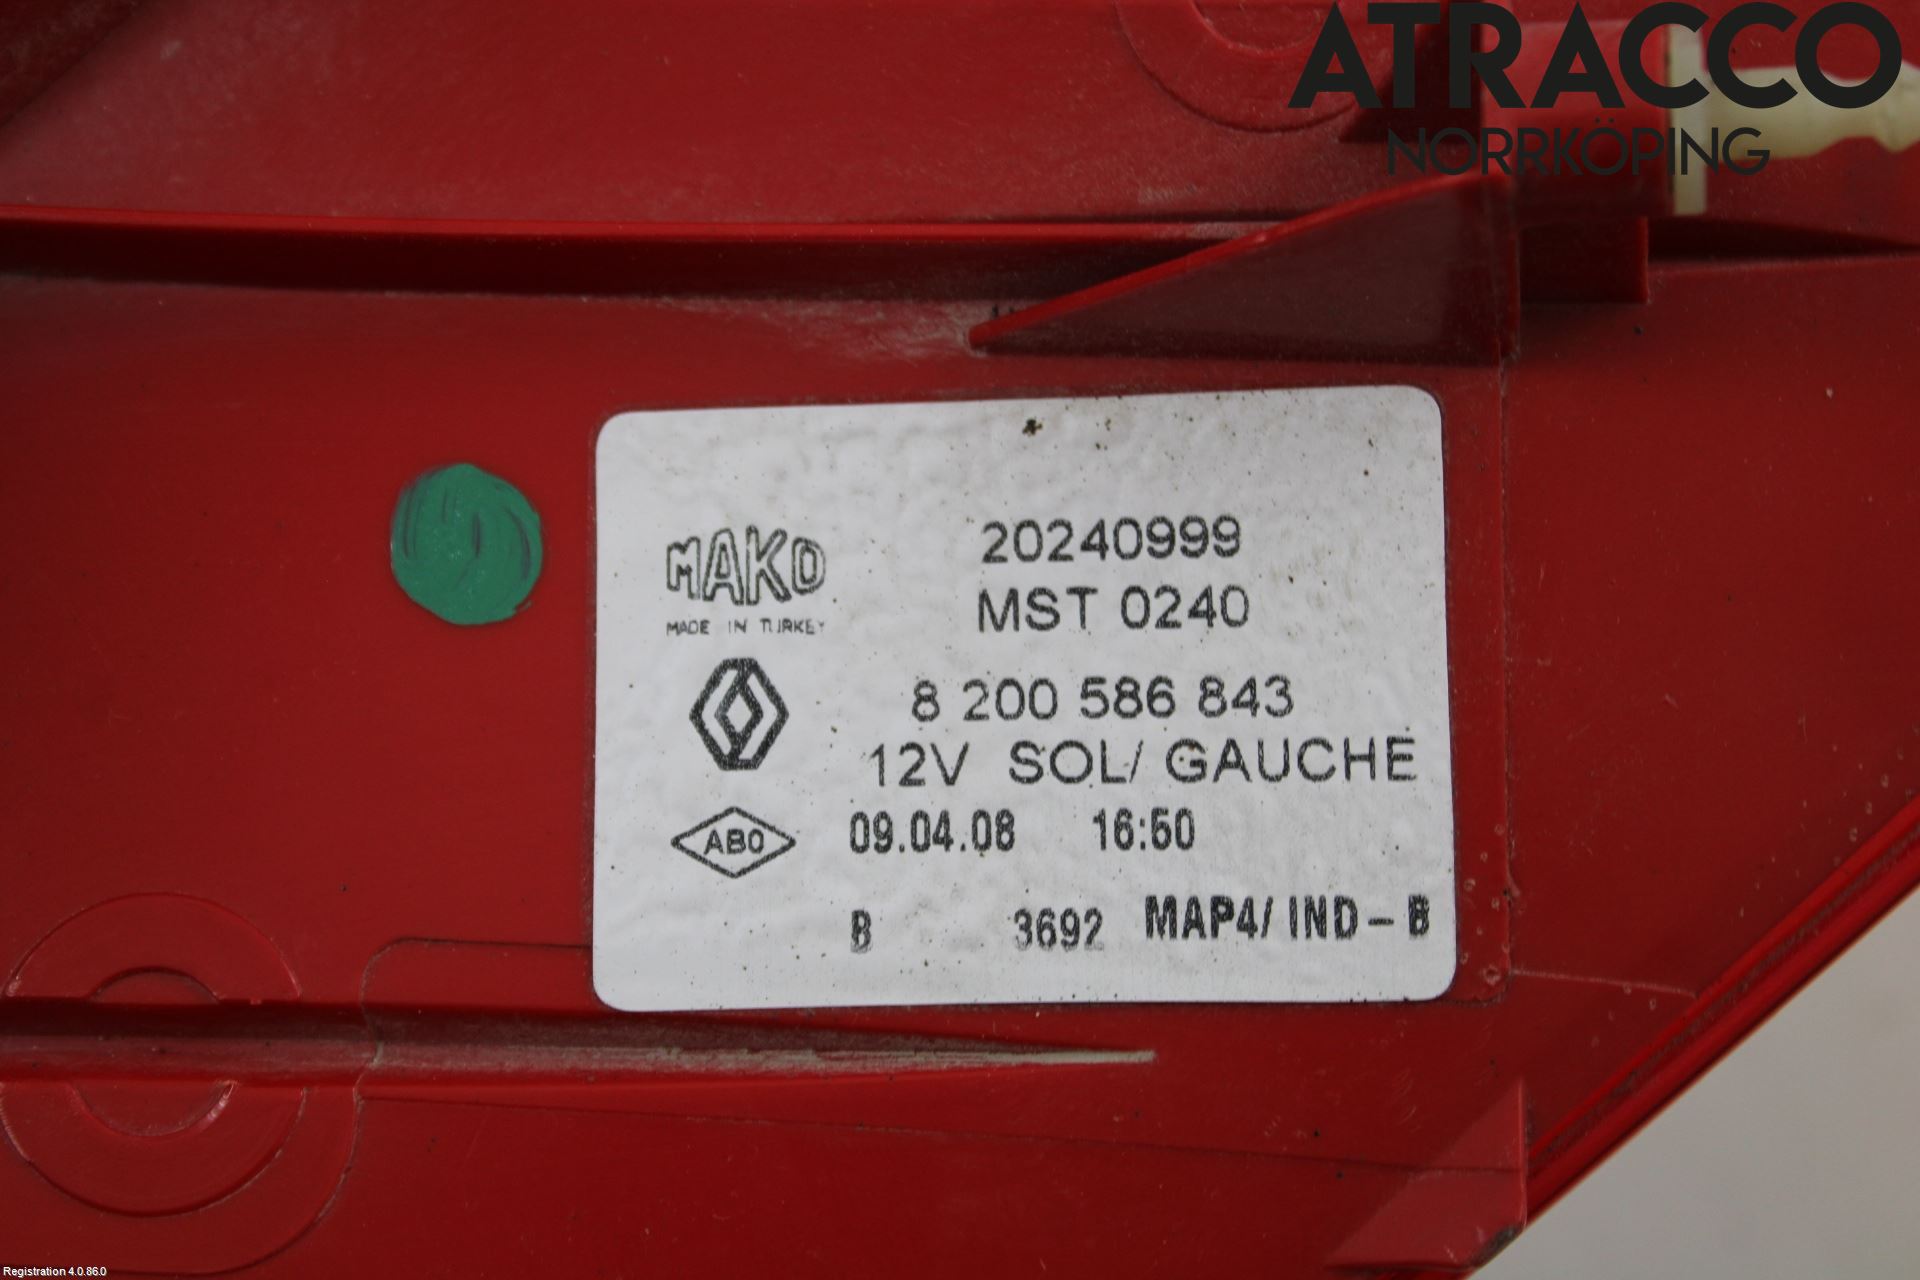 ATRACCO
NORRKÖPING
MAKO
MADE IN TURKEY
20240999
MST 0240
8 200 586 843
12V SOL/ GAUCHE
ABO
09.04.08 16:50
B 3692 MAP4/ IND-B
Registration 4.0.86.0